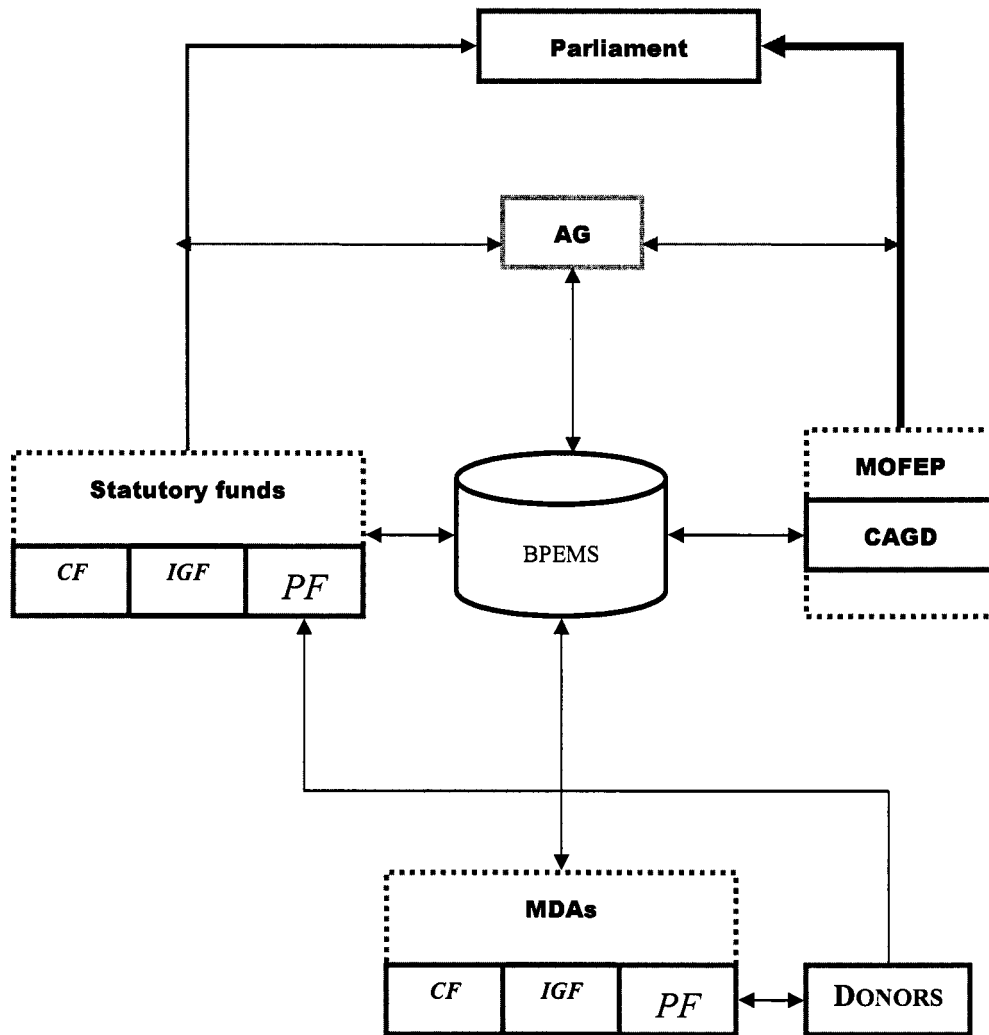 Parliament
AG
Statutory funds
CF IGF PF
BPEMS
MOFEP
CAGD
MDAs
CF IGF PF
DONORS